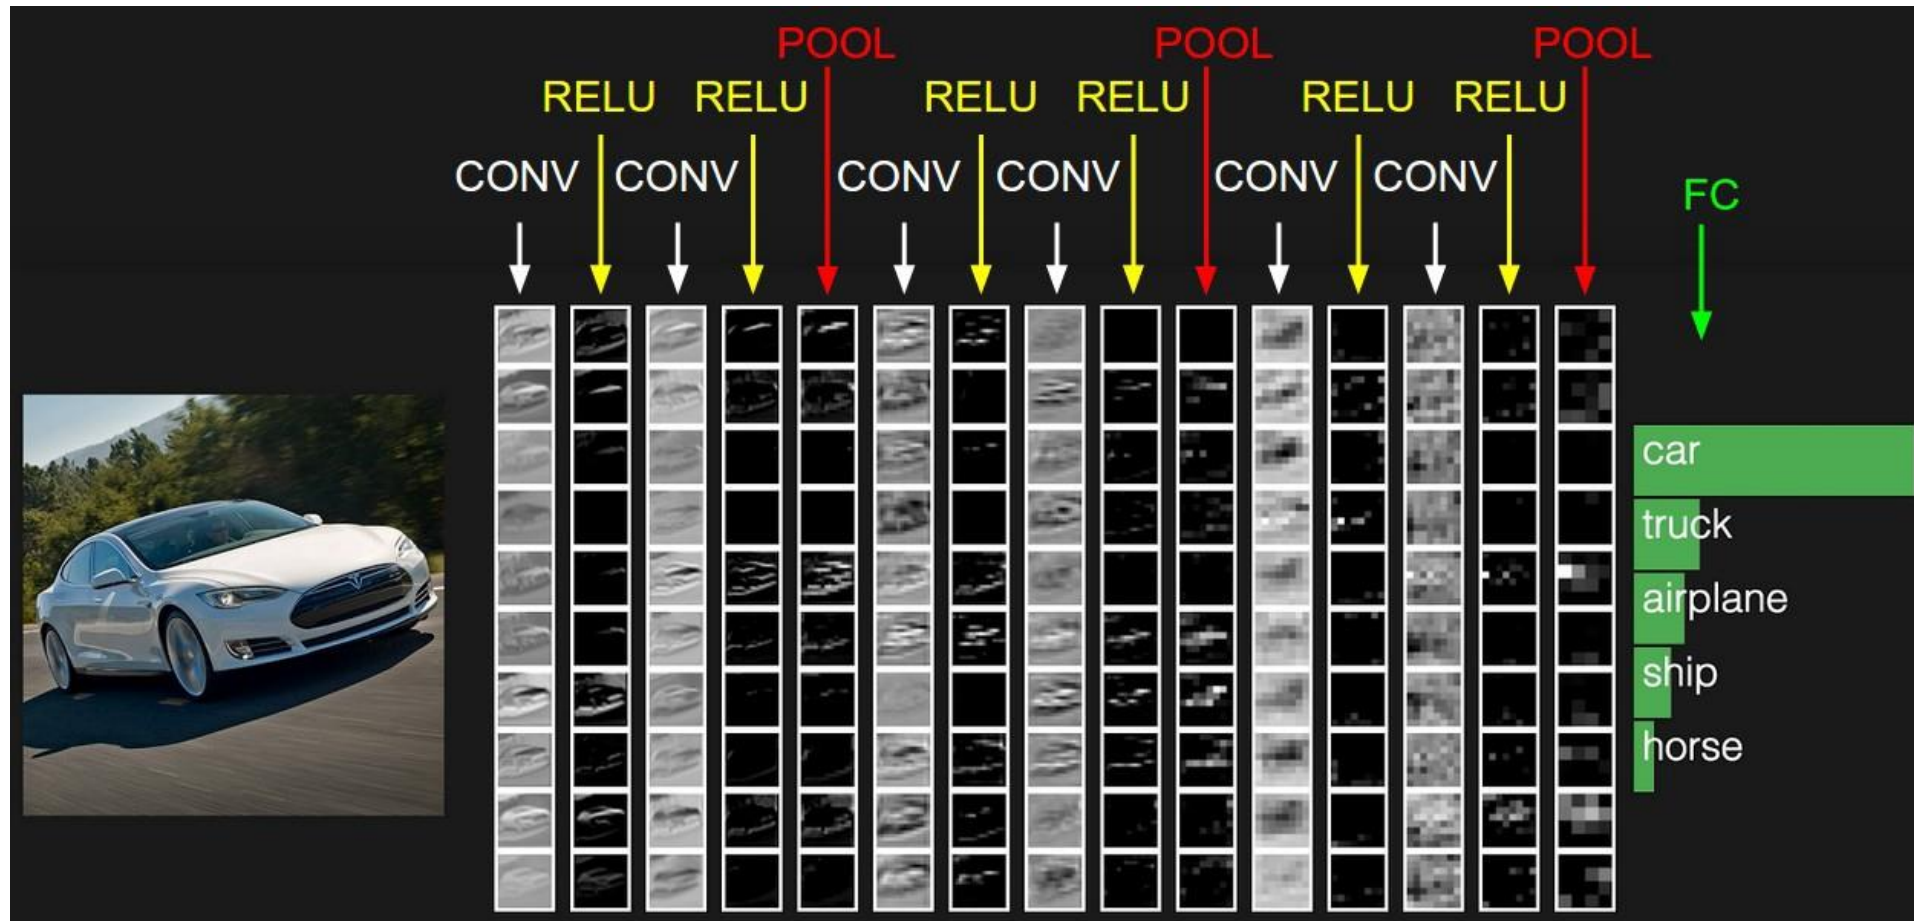 POOL POOL POOL
RELU RELU RELU RELU RELU RELU
CONV CONV CONV CONV CONV CONV
FC
car
truck
airplane
ship
horse